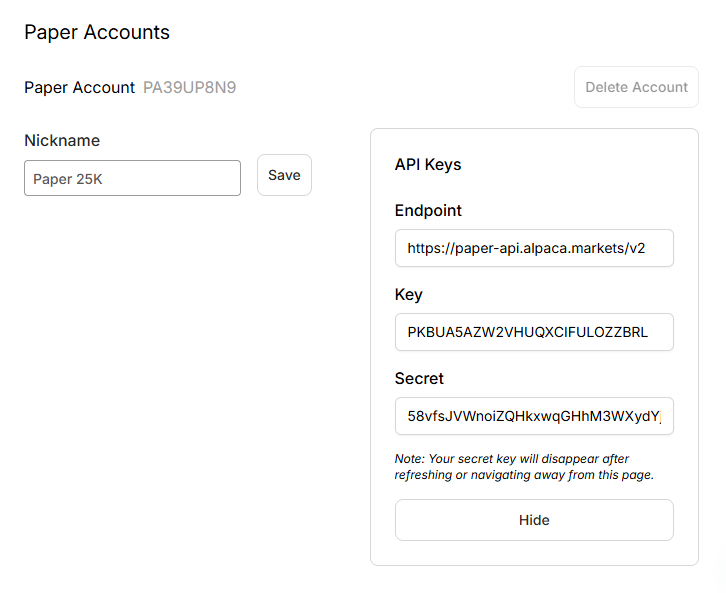 Paper Accounts
Paper Account PA39UP8N9
Delete Account
Nickname
Paper 25K
Save
API Keys
Endpoint
https://paper-api.alpaca.markets/v2
Key
PKBUA5AZW2VHUQXCIFULOZZBRL
Secret
58vfsJVWnoiZQHkxwqGHhM3WXydY
Note: Your secret key will disappear after
refreshing or navigating away from this page.
Hide